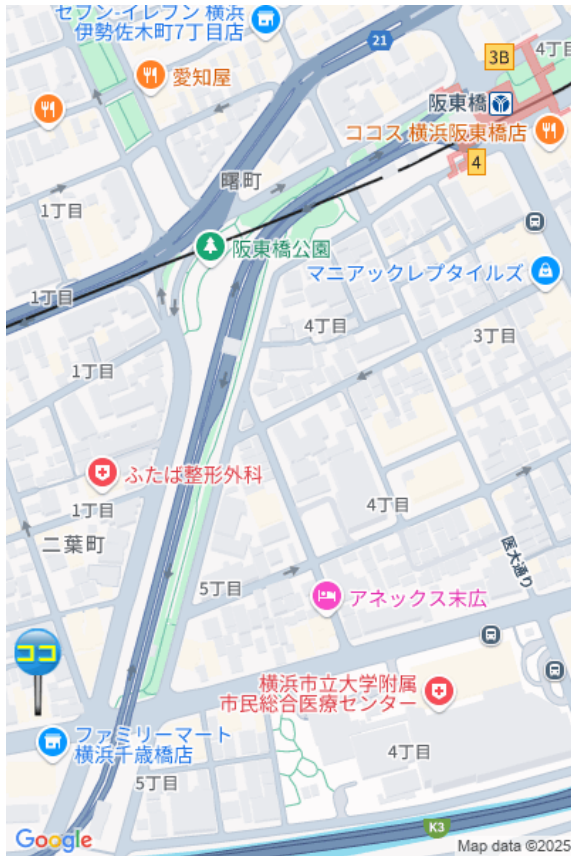 セブン-イレブン 横浜
伊勢佐木町7丁目店
21
4丁目
3B
愛知屋
阪東橋
ココス 横浜阪東橋店
4
曙町
1丁目
阪東橋公園
マニアックレプタイルズ
1丁目
4丁目
3丁目
1丁目
ふたば整形外科
4丁目
1丁目
二葉町
医大通り
5丁目
アネックス末広
ココ
横浜市立大学附属
市民総合医療センター
ファミリーマート
横浜千歳橋店
4丁目
5丁目
K3
Google
Map data ©2025